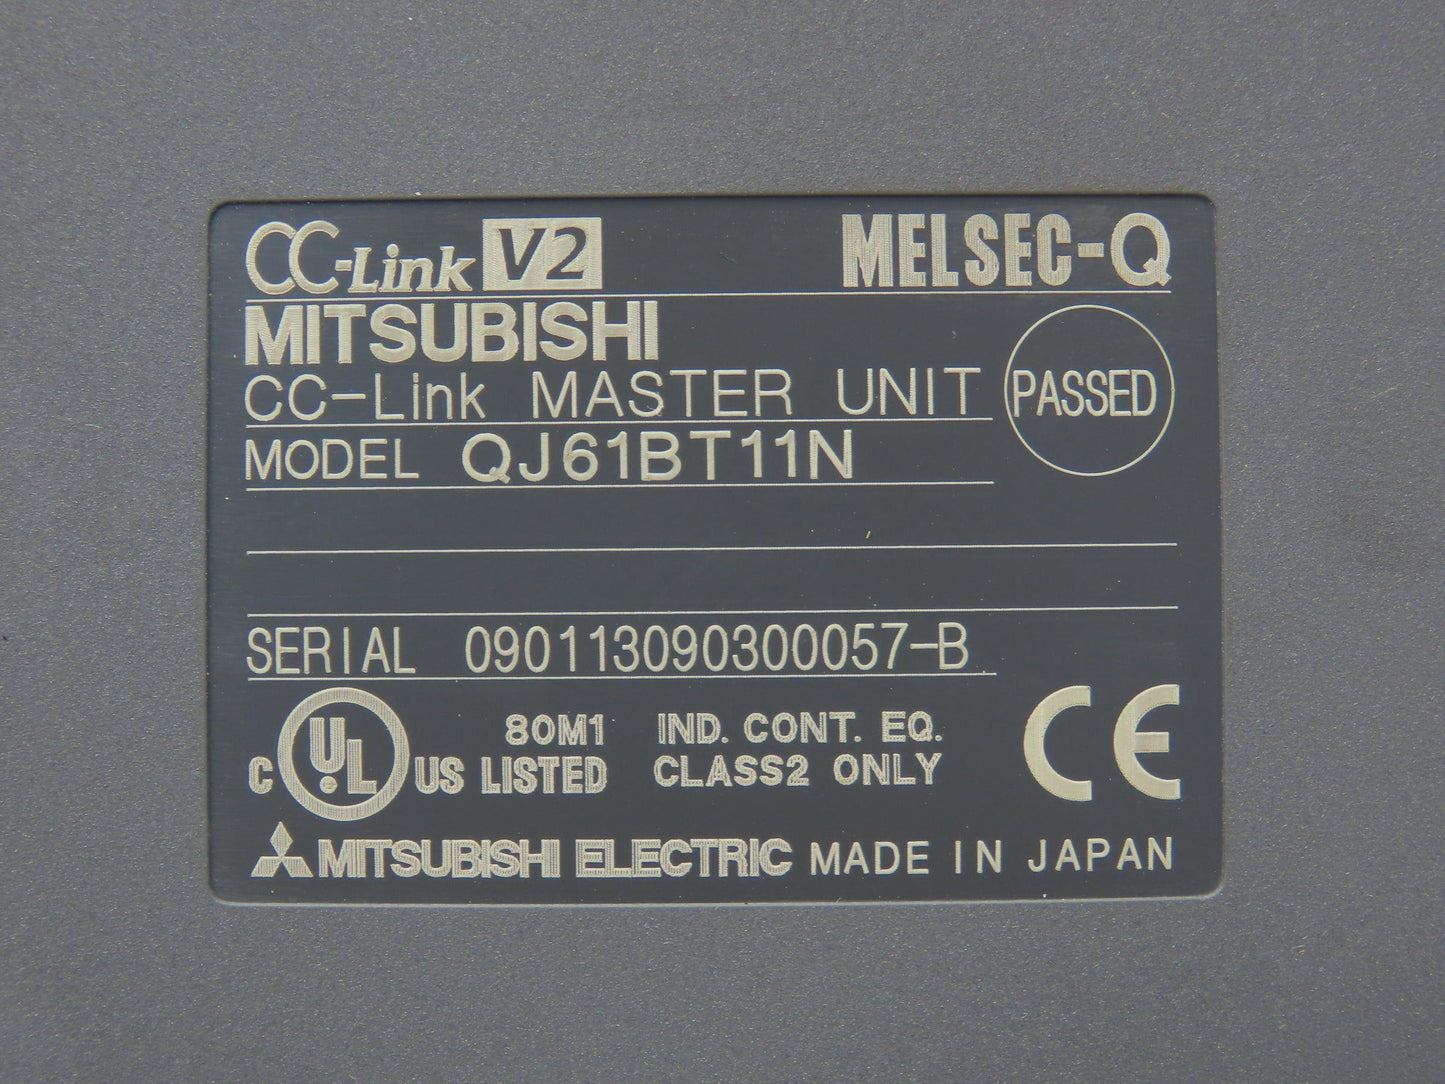 CC-Link V2 MELSEC-Q
MITSUBISHI
CC-Link MASTER UNIT PASSED
MODEL QJ61BT11N
SERIAL 090113090300057-B
C UL US LISTED 80M1 IND. CONT. EQ.
CLASS2 ONLY CE
MITSUBISHI ELECTRIC MADE IN JAPAN